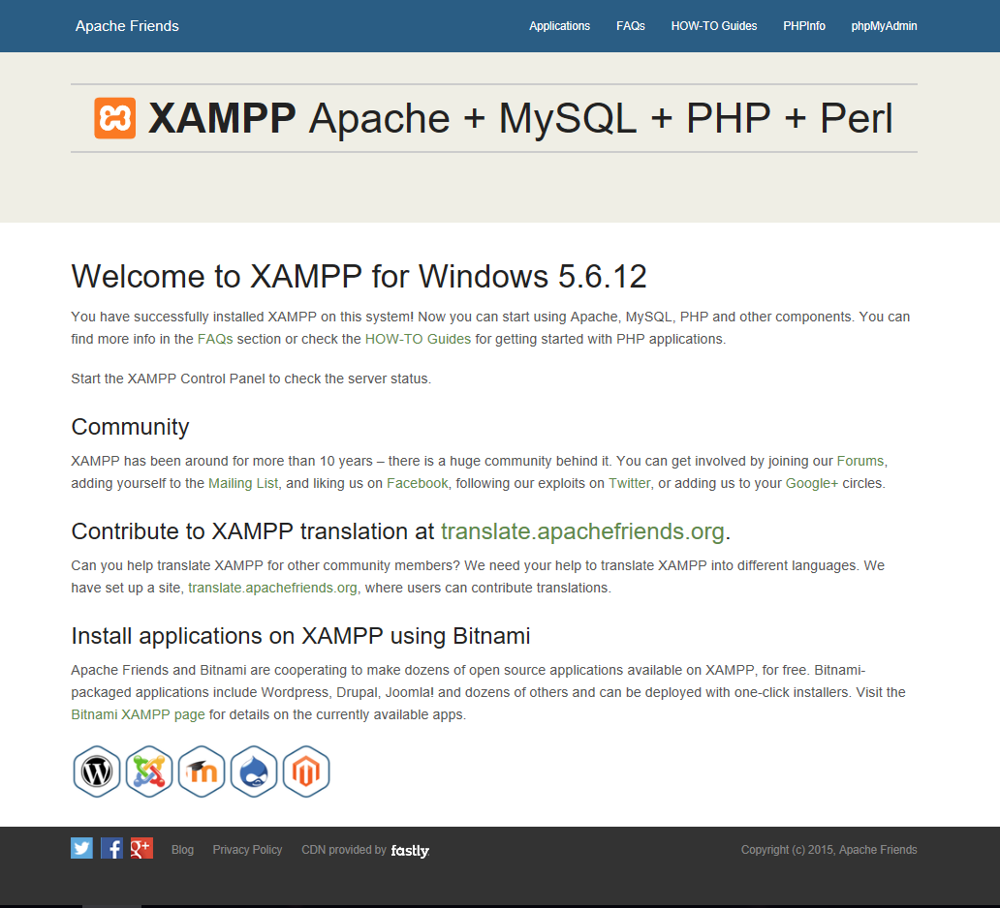 Apache Friends
Applications FAQs HOW-TO Guides PHPInfo phpMyAdmin
XAMPP Apache + MySQL + PHP + Perl
Welcome to XAMPP for Windows 5.6.12
You have successfully installed XAMPP on this system! Now you can start using Apache, MySQL, PHP and other components. You can
find more info in the FAQs section or check the HOW-TO Guides for getting started with PHP applications.
Start the XAMPP Control Panel to check the server status.
Community
XAMPP has been around for more than 10 years – there is a huge community behind it. You can get involved by joining our Forums,
adding yourself to the Mailing List, and liking us on Facebook, following our exploits on Twitter, or adding us to your Google+ circles.
Contribute to XAMPP translation at translate.apachefriends.org.
Can you help translate XAMPP for other community members? We need your help to translate XAMPP into different languages. We
have set up a site, translate.apachefriends.org, where users can contribute translations.
Install applications on XAMPP using Bitnami
Apache Friends and Bitnami are cooperating to make dozens of open source applications available on XAMPP, for free. Bitnami-
packaged applications include Wordpress, Drupal, Joomla! and dozens of others and can be deployed with one-click installers. Visit the
Bitnami XAMPP page for details on the currently available apps.
Blog Privacy Policy CDN provided by fastly Copyright (c) 2015, Apache Friends